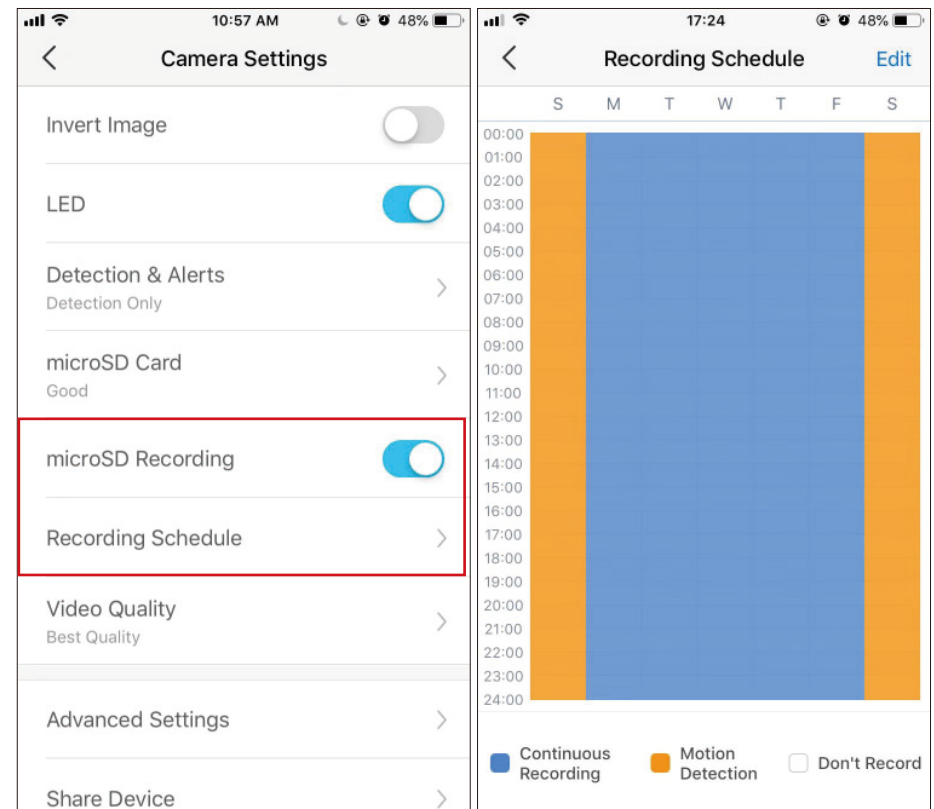 10:57 AM
48%
Camera Settings
Invert Image
LED
Detection & Alerts
Detection Only
microSD Card
Good
microSD Recording
Recording Schedule
Video Quality
Best Quality
Advanced Settings
Share Device
17:24
48%
Recording Schedule
Edit
S M T W T F S
00:00
01:00
02:00
03:00
04:00
05:00
06:00
07:00
08:00
09:00
10:00
11:00
12:00
13:00
14:00
15:00
16:00
17:00
18:00
19:00
20:00
21:00
22:00
23:00
24:00
Continuous
Recording
Motion
Detection
Don't Record